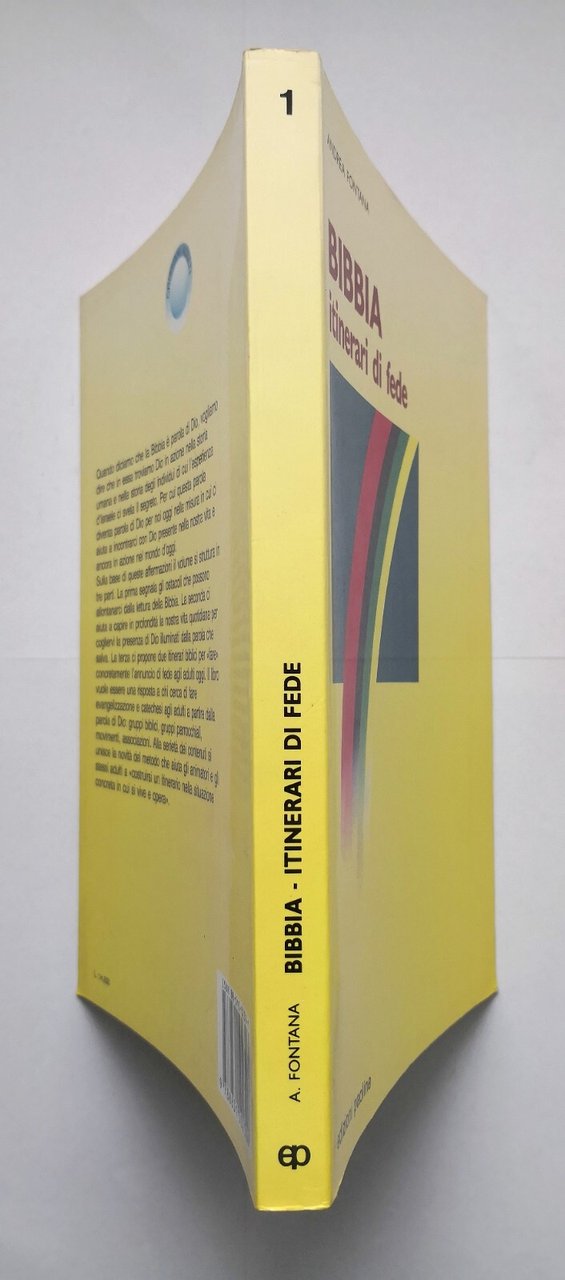 Quando diciamo che la Bibbia è parola di Dio, vogliamo
dire che in essa troviamo Dio in azione nella storia
umana e nella storia degli individui di cui l'esperienza
d'Israele ci svela il segreto. Per cui questa parola
diventa parola di Dio per noi oggi nella misura in cui ci
aiuta a incontrarci con Dio presente nella nostra vita e
ancora in azione nel mondo d'oggi.
Sulla base di queste affermazioni il volume si struttura in
tre parti. La prima segnala gli ostacoli che possono
allontanarci dalla lettura della Bibbia. La seconda ci
aiuta a capire in profondità la nostra vita quotidiana per
cogliervi la presenza di Dio illuminati dalla parola che
salva. La terza ci propone due itinerari biblici per «dire»
concretamente l'annuncio di fede agli adulti oggi. Il libro
vuole essere una risposta a chi cerca di fare
evangelizzazione e catechesi agli adulti a partire dalla
parola di Dio: gruppi biblici, gruppi parrocchiali,
movimenti, associazioni. Alla serietà dei contenuti si
unisce la novità del metodo che aiuta gli animatori e gli
stessi adulti a «costruirsi un itinerario nella situazione
concreta in cui si vive e opera».
1
BIBBIA - ITINERARI DI FEDE
A. FONTANA
ep
ANDREA FONTANA
BIBBIA
itinerari di fede
edizioni paoline